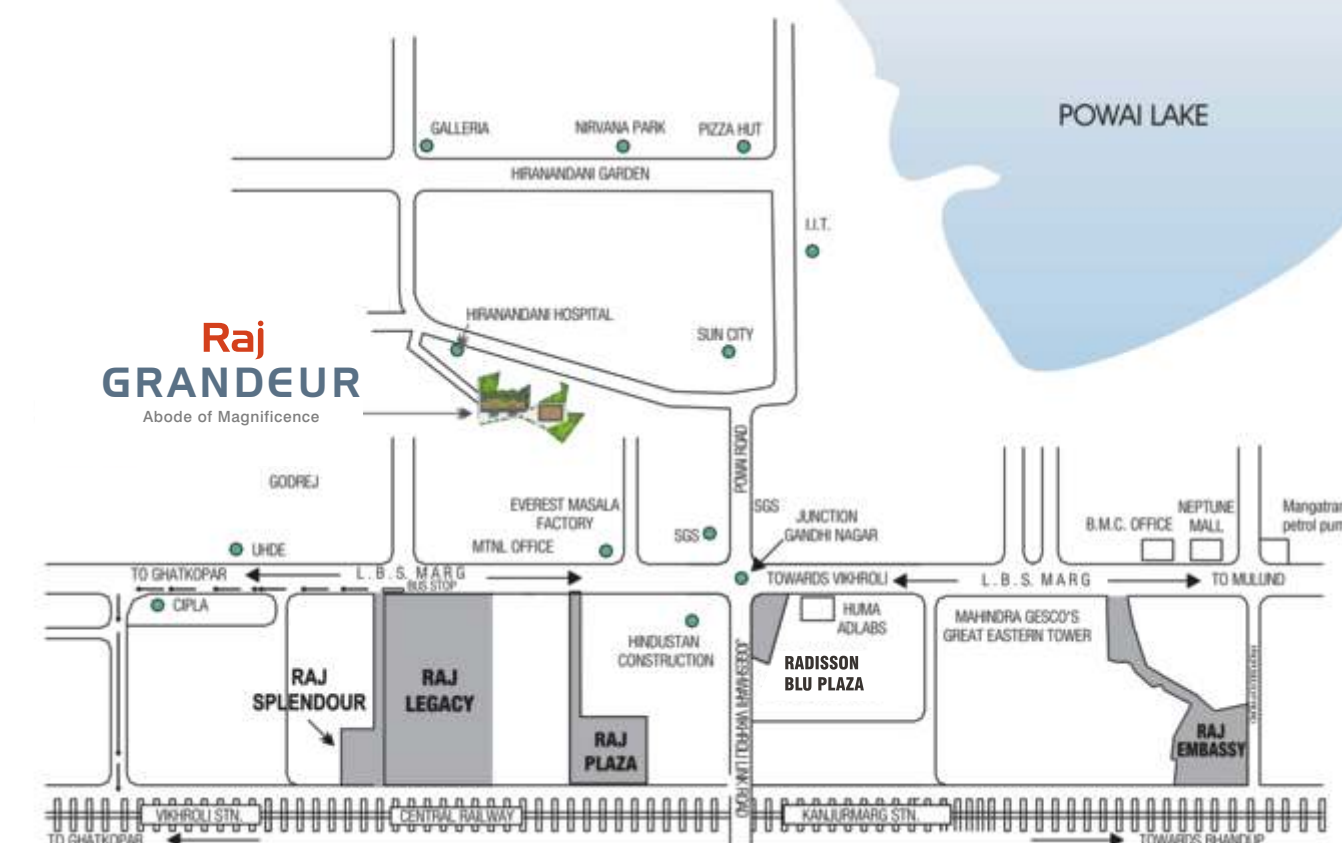 POWAI LAKE
GALLERIA
NIRVANA PARK
PIZZA HUT
HIRANANDANI GARDEN
I.I.T.
HIRANANDANI HOSPITAL
SUN CITY
Raj
GRANDEUR
Abode of Magnificence
POWAI ROAD
GODREJ
EVEREST MASALA
FACTORY
MTNL OFFICE
SGS
SGS
JUNCTION
GANDHI NAGAR
B.M.C. OFFICE
NEPTUNE
MALL
Mangatran
petrol pum
UHDE
TO GHATKOPAR
L.B.S. MARG
BUS STOP
TOWARDS VIKHROLI
L.B.S. MARG
TO MULUND
CIPLA
HUMA
ADLABS
MAHINDRA GESCO'S
GREAT EASTERN TOWER
HINDUSTAN
CONSTRUCTION
JOGESHWARI VIKHROLI LINK ROAD
RADISSON
BLU PLAZA
RAJ
SPLENDOUR
RAJ
LEGACY
RAJ
PLAZA
RAJ
EMBASSY
VIKHROLI STN.
CENTRAL RAILWAY
KANJURMARG STN.
TO GHATKOPAR
TOWARDS BHANDUP